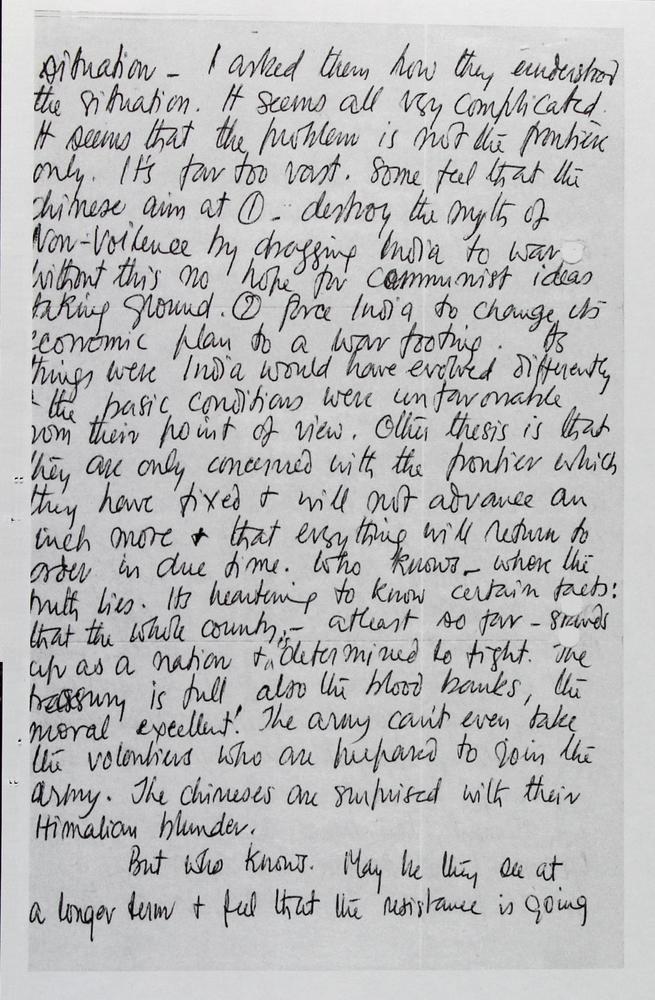 situation - I asked them how they understood
the situation. It seems all very complicated.
It seems that the problem is not the frontier
only. It's far too vast. Some feel that the
chinese aim at ①- destroy the myth of
Non-Voilence by dragging India to war
without this no hope for communist ideas
taking ground. ② force India to change its
economic plan to a war footing. As
things were India would have evolved differently
+ the basic conditions were unfavorable
from their point of view. Other thesis is that
they are only concerned with the frontier which
they have fixed + will not advance an
inch more + that everything will return to
order in due time. Who knows - where the
truth lies. Its heartening to know certain facts:
that the whole country, - atleast so far - stands
up as a nation + is determined to fight. The
treasury is full also the blood banks, the
moral excellent! The army can't even take
the volontiers who are prepared to join the
army. The chineses are surprised with their
Himalian blunder.
But who knows. May be they see at
a longer term + feel that the resistance is going